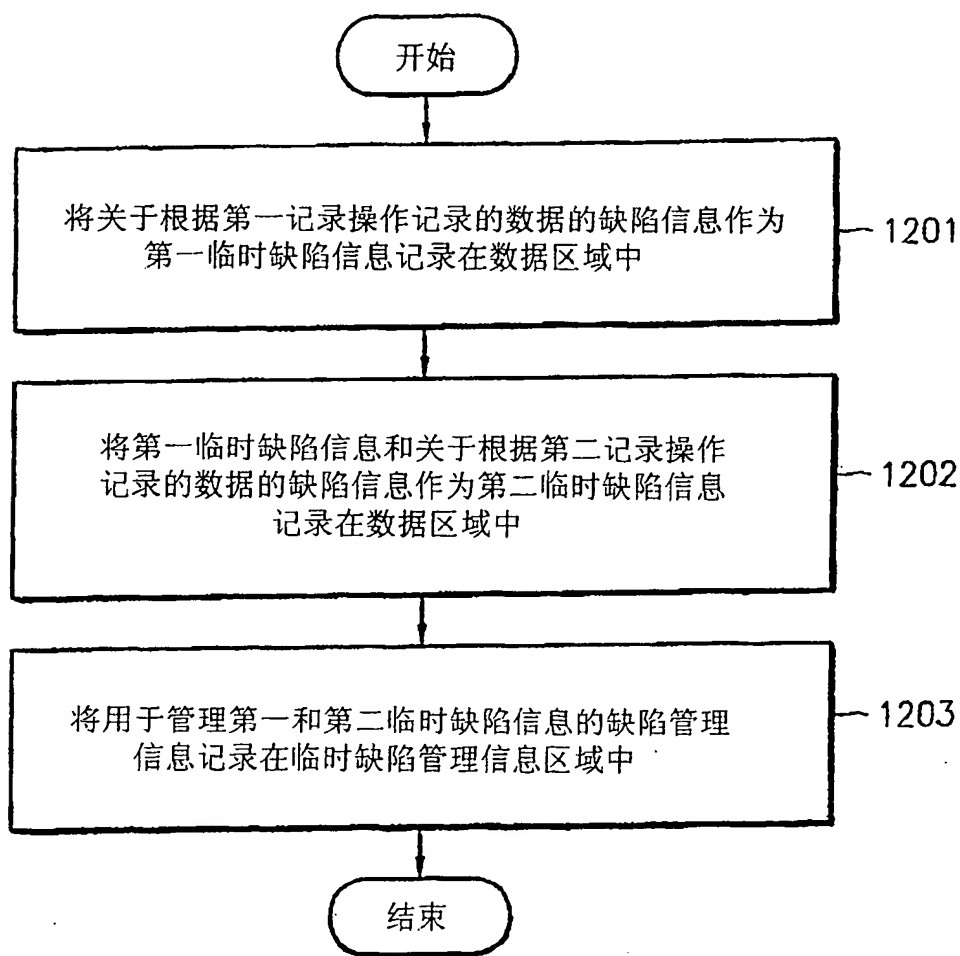 开始
将关于根据第一记录操作记录的数据的缺陷信息作为
第一临时缺陷信息记录在数据区域中
1201
将第一临时缺陷信息和关于根据第二记录操作
记录的数据的缺陷信息作为第二临时缺陷信息
记录在数据区域中
1202
将用于管理第一和第二临时缺陷信息的缺陷管理
信息记录在临时缺陷管理信息区域中
1203
结束